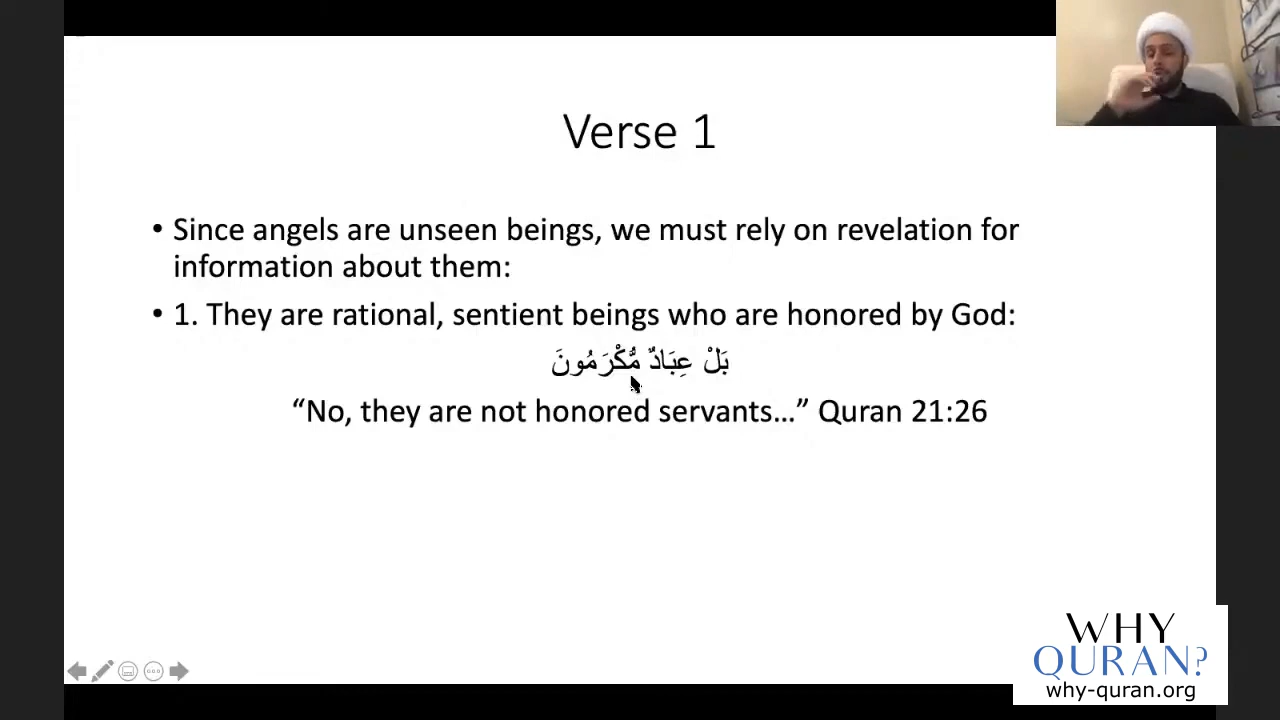 Verse 1
• Since angels are unseen beings, we must rely on revelation for
information about them:
• 1. They are rational, sentient beings who are honored by God:
بَلْ عِبَادٌ مُّكْرَمُونَ
“No, they are not honored servants...” Quran 21:26
WHY
QURAN?
why-quran.org